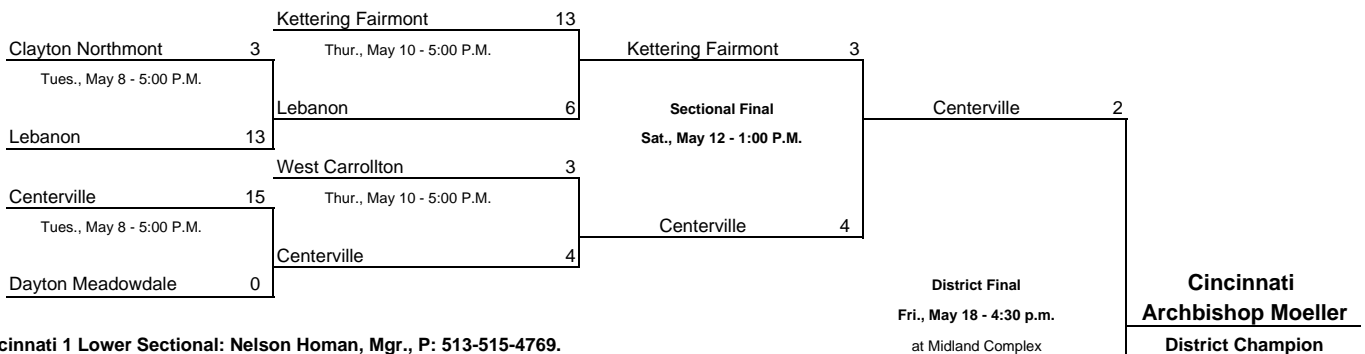 Kettering Fairmont 13
Clayton Northmont 3 Thur., May 10 - 5:00 P.M. Kettering Fairmont 3
Tues., May 8 - 5:00 P.M.
Lebanon 6 Sectional Final Centerville 2
Lebanon 13 Sat., May 12 - 1:00 P.M.
West Carrollton 3
Centerville 15 Thur., May 10 - 5:00 P.M.
Tues., May 8 - 5:00 P.M. Centerville 4
Centerville 4
Dayton Meadowdale 0 District Final Cincinnati
Fri., May 18 - 4:30 p.m. Archbishop Moeller
cinnati 1 Lower Sectional: Nelson Homan, Mgr., P: 513-515-4769. at Midland Complex District Champion